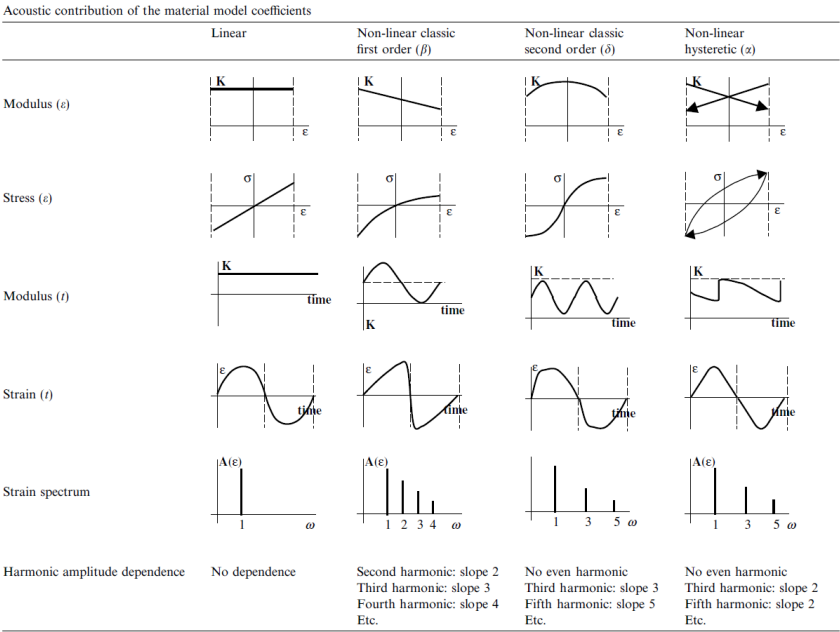 Acoustic contribution of the material model coefficients
Linear
Non-linear classic
first order (β)
Non-linear classic
second order (δ)
Non-linear
hysteretic (α)
Modulus (ε)
K
ε
K
ε
K
ε
K
ε
Stress (ε)
σ
ε
σ
ε
σ
ε
σ
ε
Modulus (t)
K
time
K
time
K
time
K
time
Strain (t)
ε
time
ε
time
ε
time
ε
time
Strain spectrum
A(ε)
1 ω
A(ε)
1 2 3 4 ω
1 3 5 ω
A(ε)
1 3 5 ω
Harmonic amplitude dependence
No dependence
Second harmonic: slope 2
Third harmonic: slope 3
Fourth harmonic: slope 4
Etc.
No even harmonic
Third harmonic: slope 3
Fifth harmonic: slope 5
Etc.
No even harmonic
Third harmonic: slope 2
Fifth harmonic: slope 2
Etc.